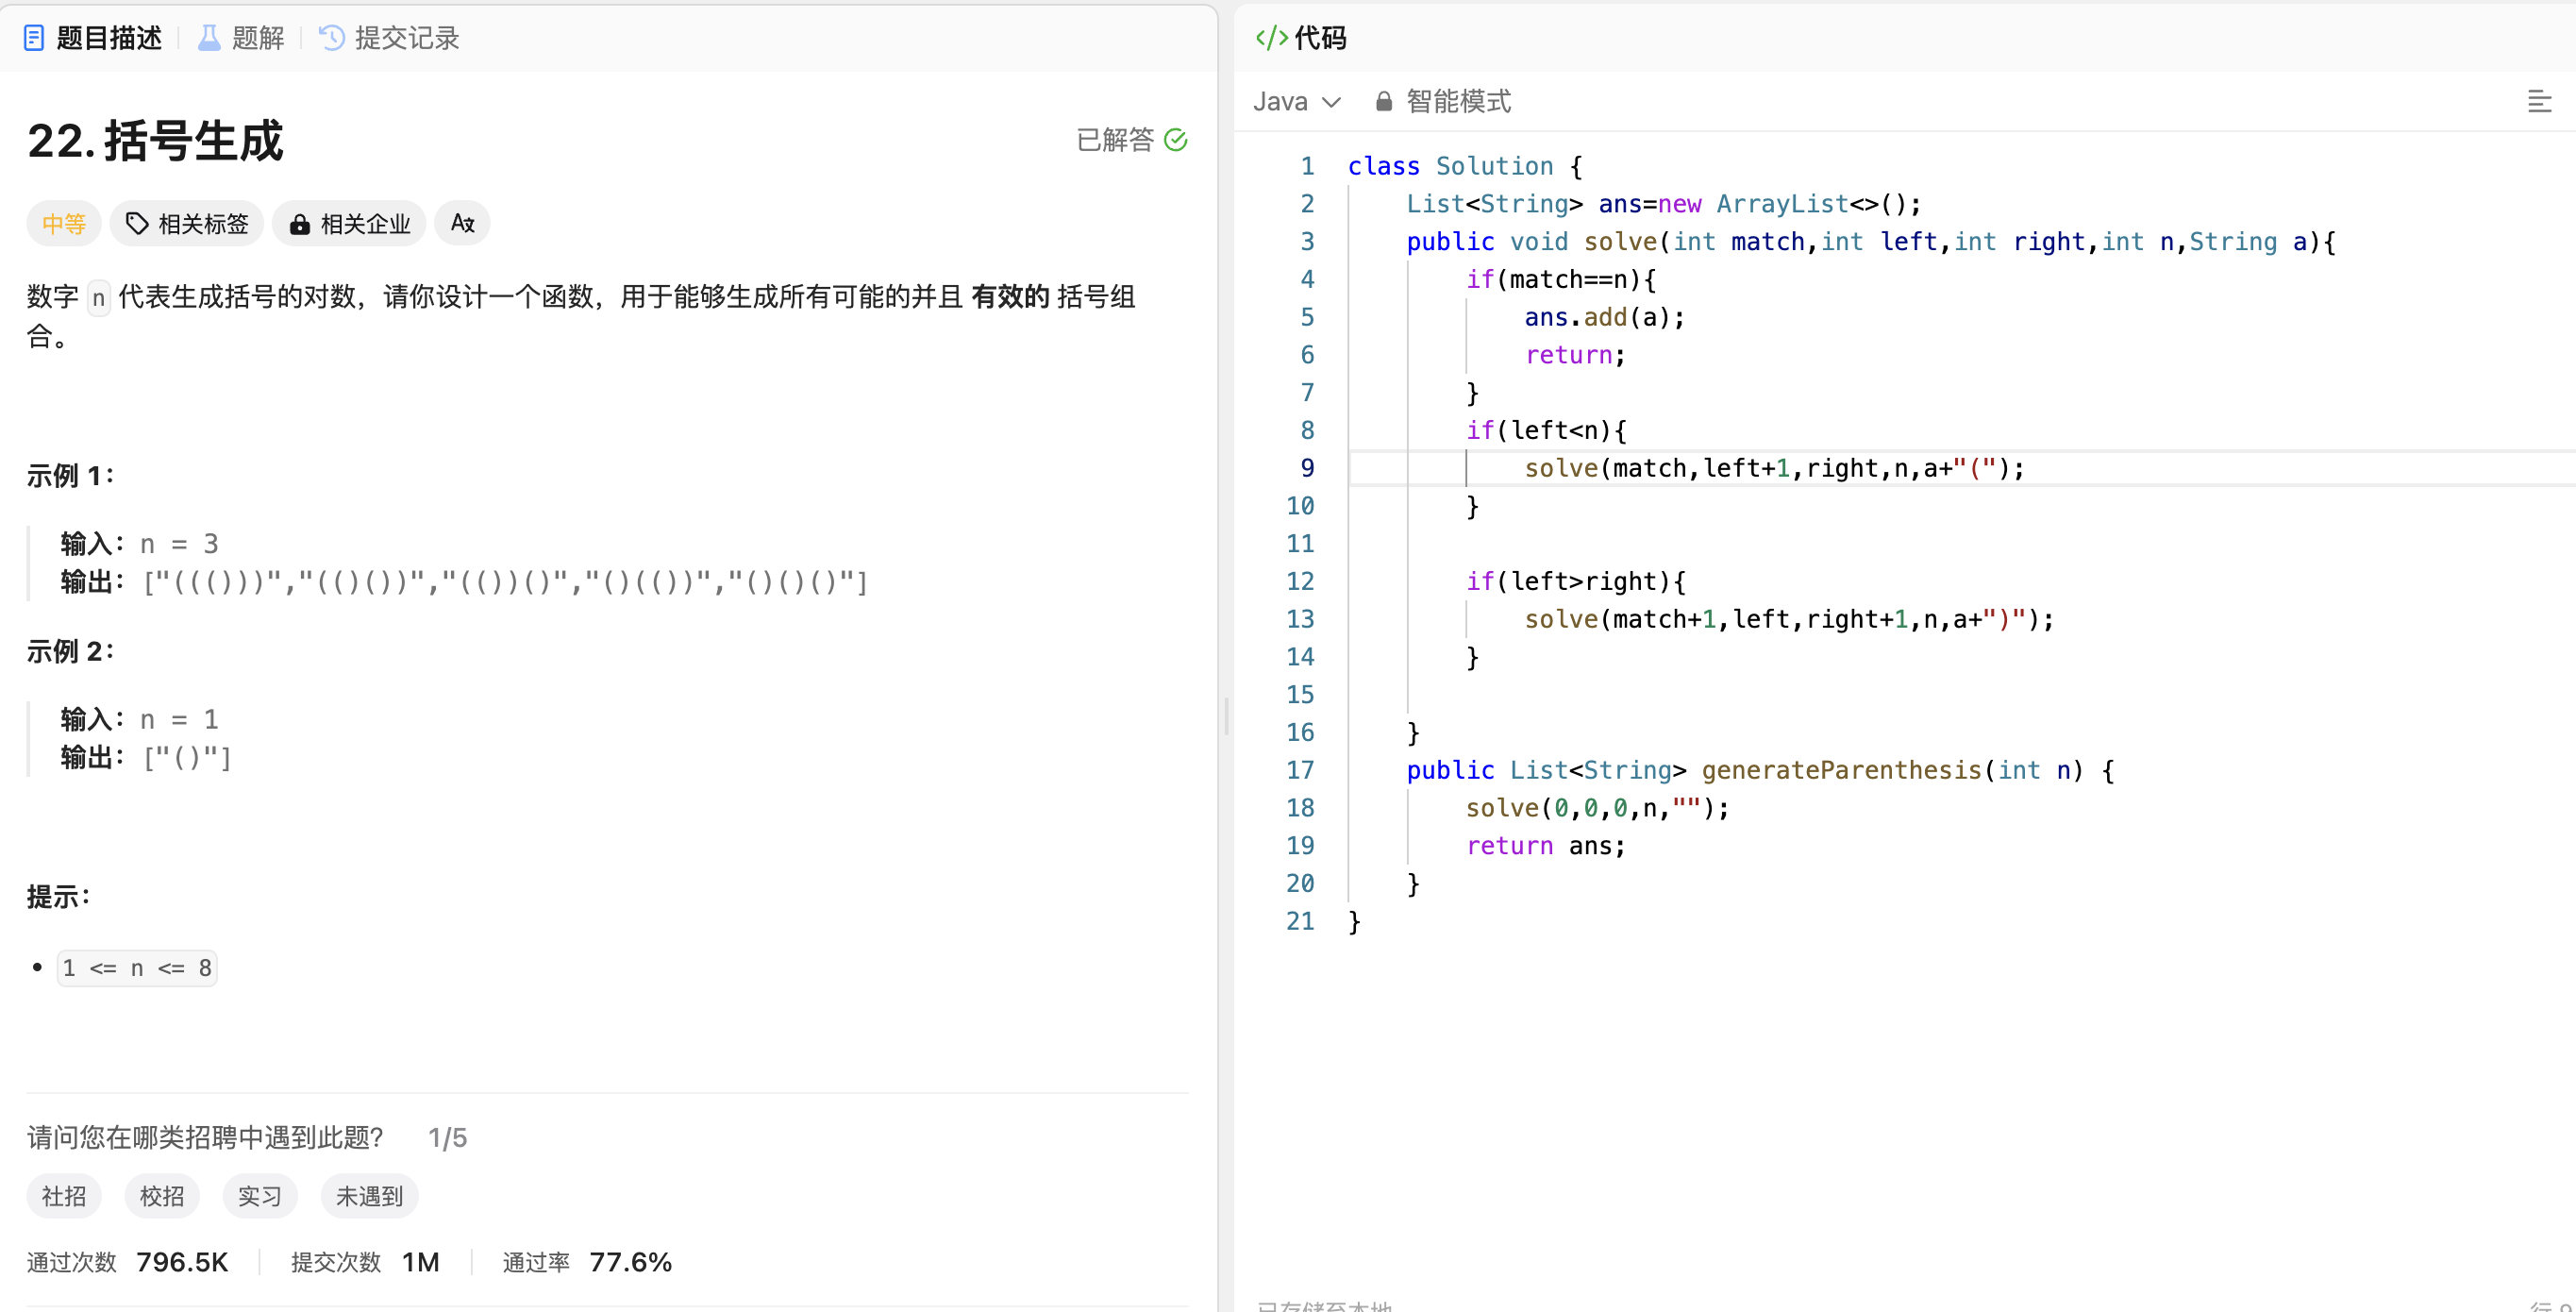 题目描述 | 题解 | 提交记录
22. 括号生成
已解答
中等 相关标签 相关企业
数字 n 代表生成括号的对数，请你设计一个函数，用于能够生成所有可能的并且 有效的 括号组
合。
示例 1：
输入：n = 3
输出：["((()))","(()())","(())()","()(())","()()()"]
示例 2：
输入：n = 1
输出：["()"]
提示：
1 <= n <= 8
请问您在哪类招聘中遇到此题？ 1/5
社招 校招 实习 未遇到
通过次数 796.5K | 提交次数 1M | 通过率 77.6%
</> 代码
Java 智能模式
1 class Solution {
2     List<String> ans=new ArrayList<>();
3     public void solve(int match,int left,int right,int n,String a){
4         if(match==n){
5             ans.add(a);
6             return;
7         }
8         if(left<n){
9             solve(match,left+1,right,n,a+"(");
10         }
11
12         if(left>right){
13             solve(match+1,left,right+1,n,a+")");
14         }
15
16     }
17     public List<String> generateParenthesis(int n) {
18         solve(0,0,0,n,"");
19         return ans;
20     }
21 }
已存储至本地